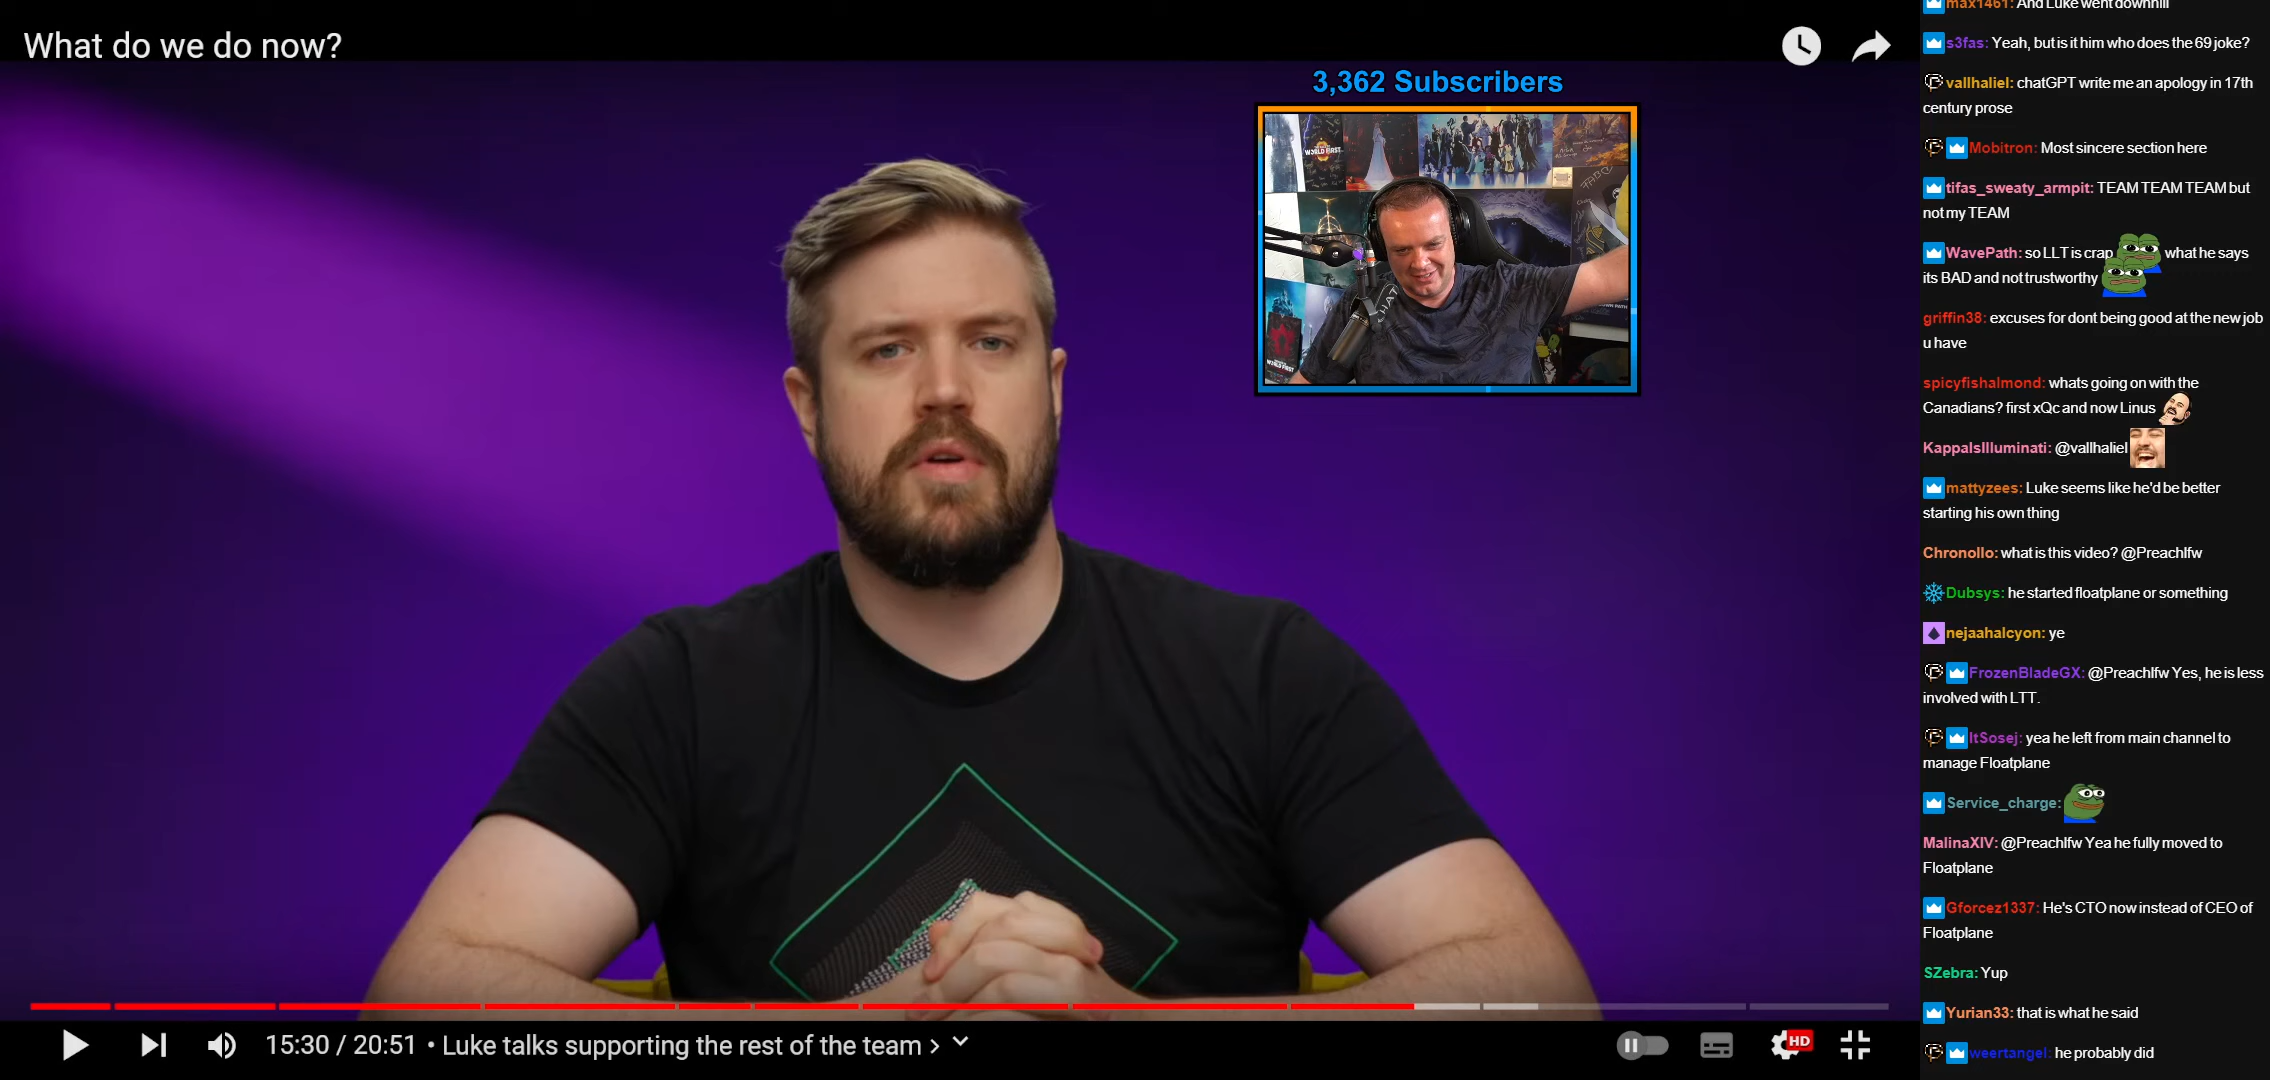 What do we do now?
3,362 Subscribers
WORLD FIRST
CHAT
WORLD FIRST
15:30 / 20:51 • Luke talks supporting the rest of the team
HD
max1461: And Luke went downhill
s3fas: Yeah, but is it him who does the 69 joke?
vallhaliel: chatGPT write me an apology in 17th
century prose
Mobitron: Most sincere section here
tifas_sweaty_armpit: TEAM TEAM TEAM but
not my TEAM
WavePath: so LLT is crap what he says
its BAD and not trustworthy
griffin38: excuses for dont being good at the new job
u have
spicyfishalmond: whats going on with the
Canadians? first xQc and now Linus
KappaIsIlluminati: @vallhaliel
mattyzees: Luke seems like he'd be better
starting his own thing
Chronollo: what is this video? @Preachlfw
Dubsys: he started floatplane or something
nejaahalcyon: ye
FrozenBladeGX: @Preachlfw Yes, he is less
involved with LTT.
ItSosej: yea he left from main channel to
manage Floatplane
Service_charge:
MalinaXIV: @Preachlfw Yea he fully moved to
Floatplane
Gforcez1337: He's CTO now instead of CEO of
Floatplane
SZebra: Yup
Yurian33: that is what he said
weertangel: he probably did